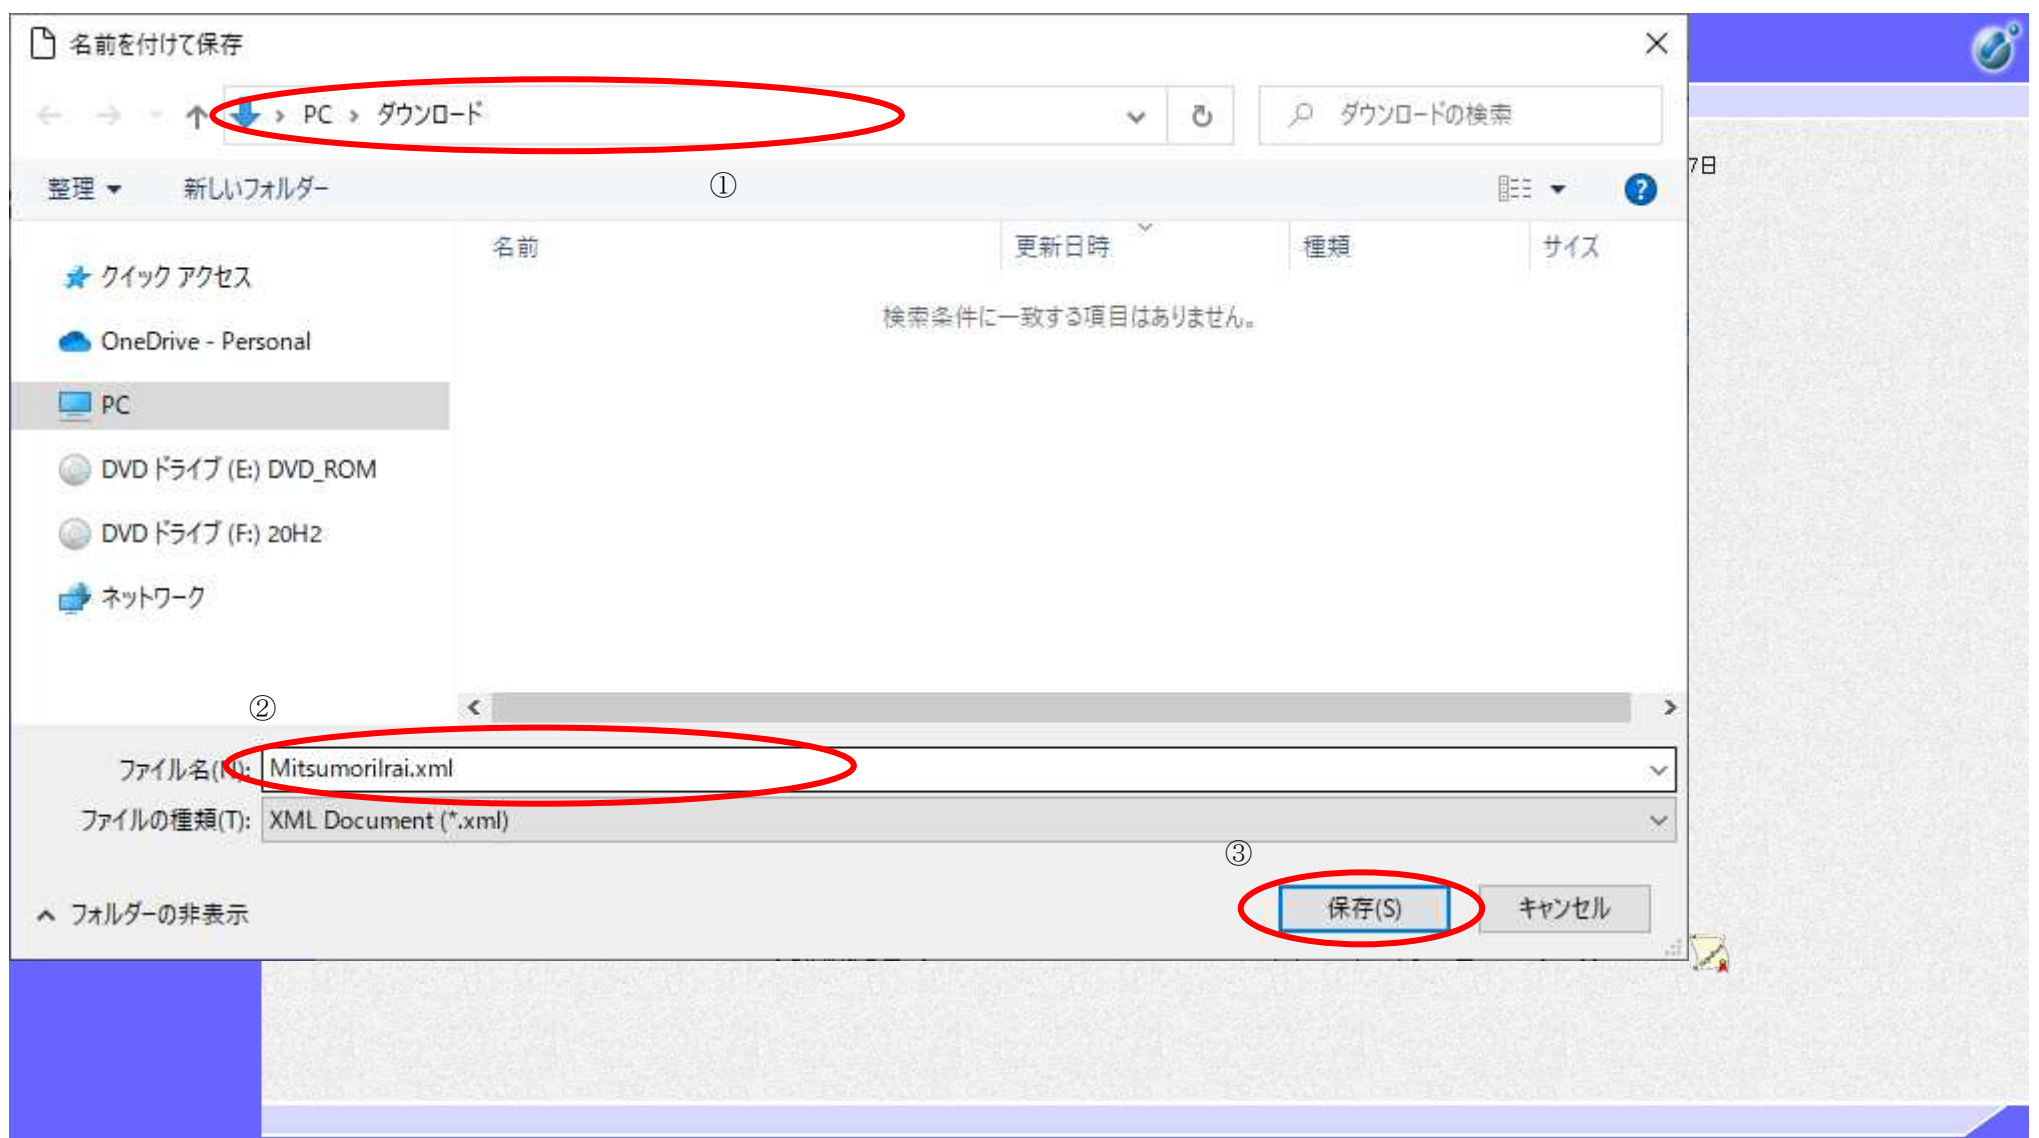 名前を付けて保存
PC › ダウンロード
ダウンロードの検索
7日
整理
新しいフォルダー
①
名前 更新日時 種類 サイズ
クイック アクセス
検索条件に一致する項目はありません。
OneDrive - Personal
PC
DVD ドライブ (E:) DVD_ROM
DVD ドライブ (F:) 20H2
ネットワーク
②
ファイル名(N): MitsumoriIrai.xml
ファイルの種類(T): XML Document (*.xml)
③
フォルダーの非表示
保存(S)
キャンセル